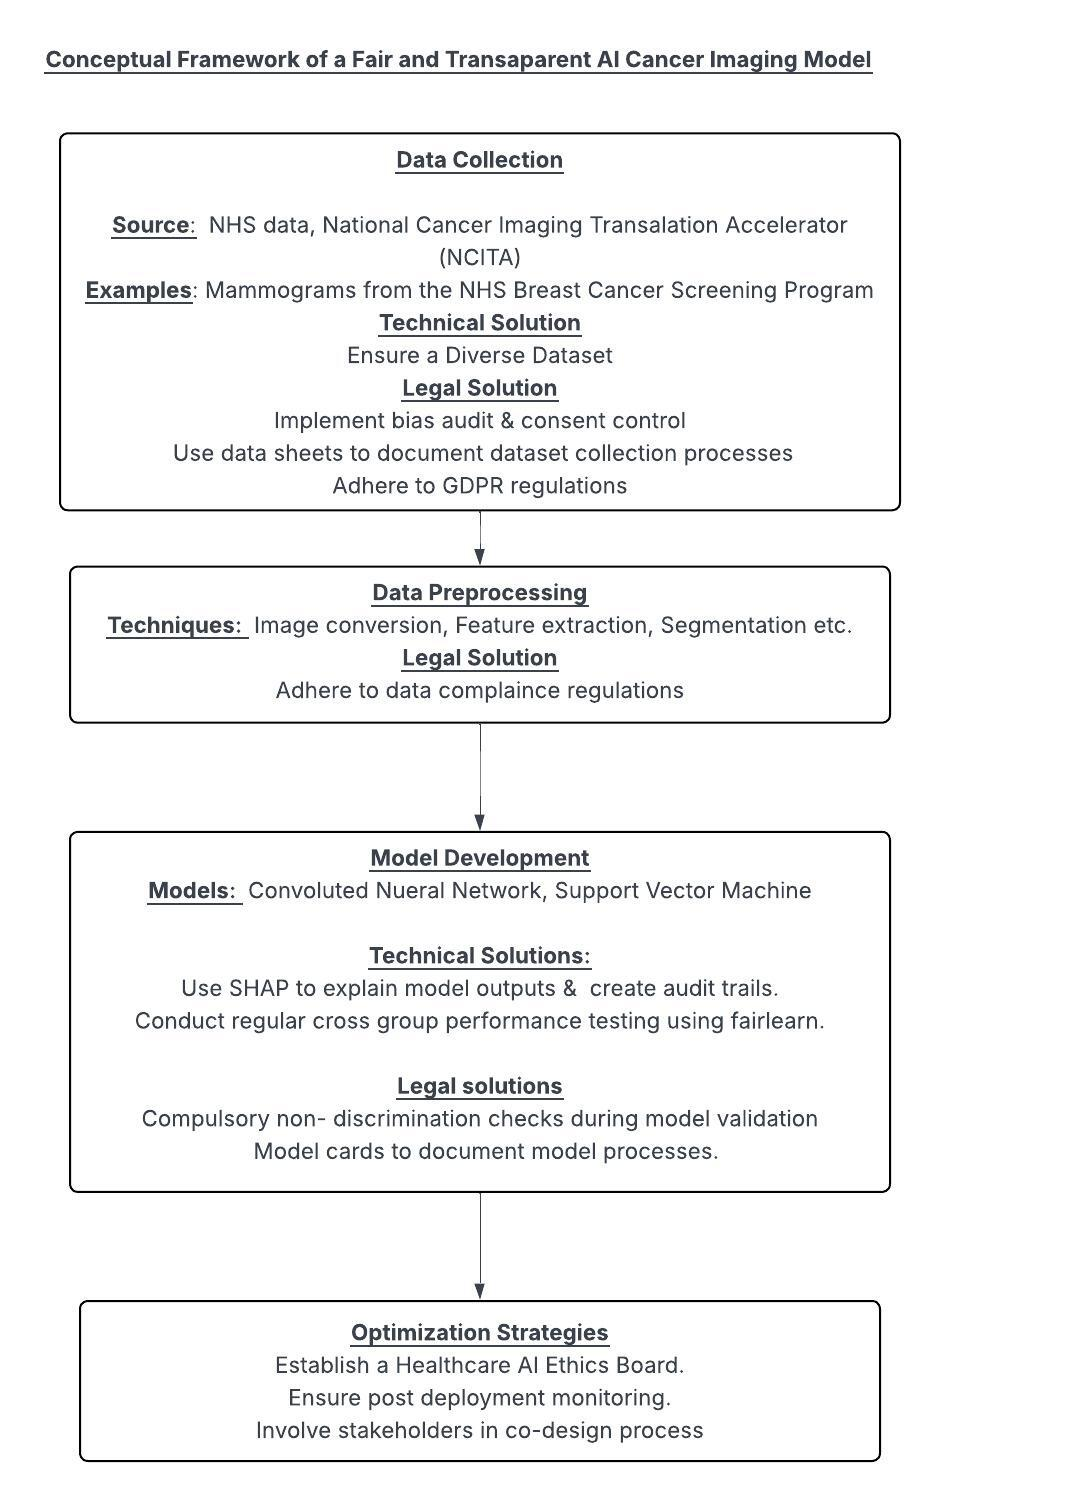 Conceptual Framework of a Fair and Transaparent AI Cancer Imaging Model
Data Collection
Source:  NHS data, National Cancer Imaging Transalation Accelerator
(NCITA)
Examples: Mammograms from the NHS Breast Cancer Screening Program
Technical Solution
Ensure a Diverse Dataset
Legal Solution
Implement bias audit & consent control
Use data sheets to document dataset collection processes
Adhere to GDPR regulations
Data Preprocessing
Techniques:  Image conversion, Feature extraction, Segmentation etc.
Legal Solution
Adhere to data complaince regulations
Model Development
Models:  Convoluted Nueral Network, Support Vector Machine
Technical Solutions:
Use SHAP to explain model outputs &  create audit trails.
Conduct regular cross group performance testing using fairlearn.
Legal solutions
Compulsory non- discrimination checks during model validation
Model cards to document model processes.
Optimization Strategies
Establish a Healthcare AI Ethics Board.
Ensure post deployment monitoring.
Involve stakeholders in co-design process